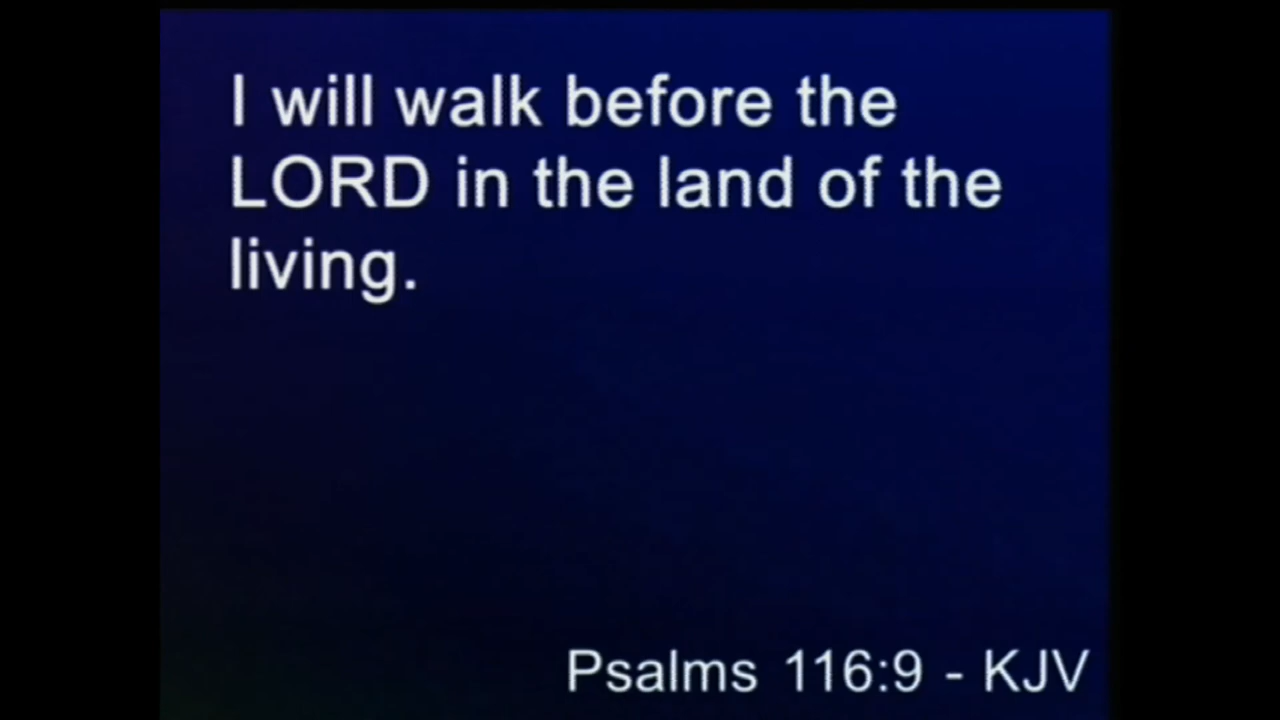 I will walk before the
LORD in the land of the
living.
Psalms 116:9 - KJV